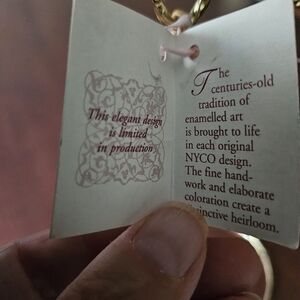 This elegant design
is limited
in production
The
centuries-old
tradition of
enamelled art
is brought to life
in each original
NYCO design.
The fine hand-
work and elaborate
coloration create a
heirloom.